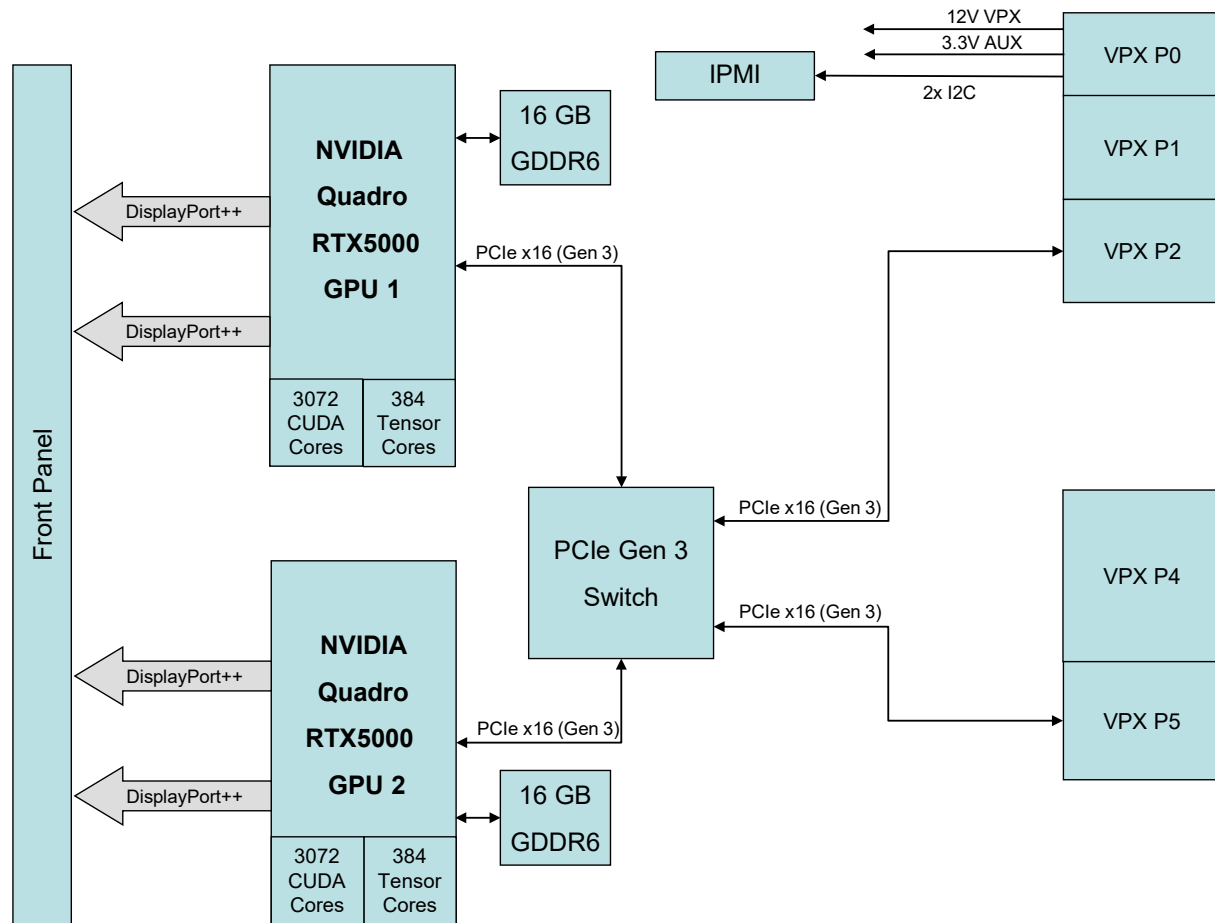 12V VPX
3.3V AUX
2x I2C
IPMI
VPX P0
VPX P1
VPX P2
VPX P4
VPX P5
Front Panel
DisplayPort++
DisplayPort++
NVIDIA
Quadro
RTX5000
GPU 1
3072
CUDA
Cores
384
Tensor
Cores
16 GB
GDDR6
PCIe x16 (Gen 3)
PCIe Gen 3
Switch
PCIe x16 (Gen 3)
PCIe x16 (Gen 3)
DisplayPort++
DisplayPort++
NVIDIA
Quadro
RTX5000
GPU 2
PCIe x16 (Gen 3)
16 GB
GDDR6
3072
CUDA
Cores
384
Tensor
Cores